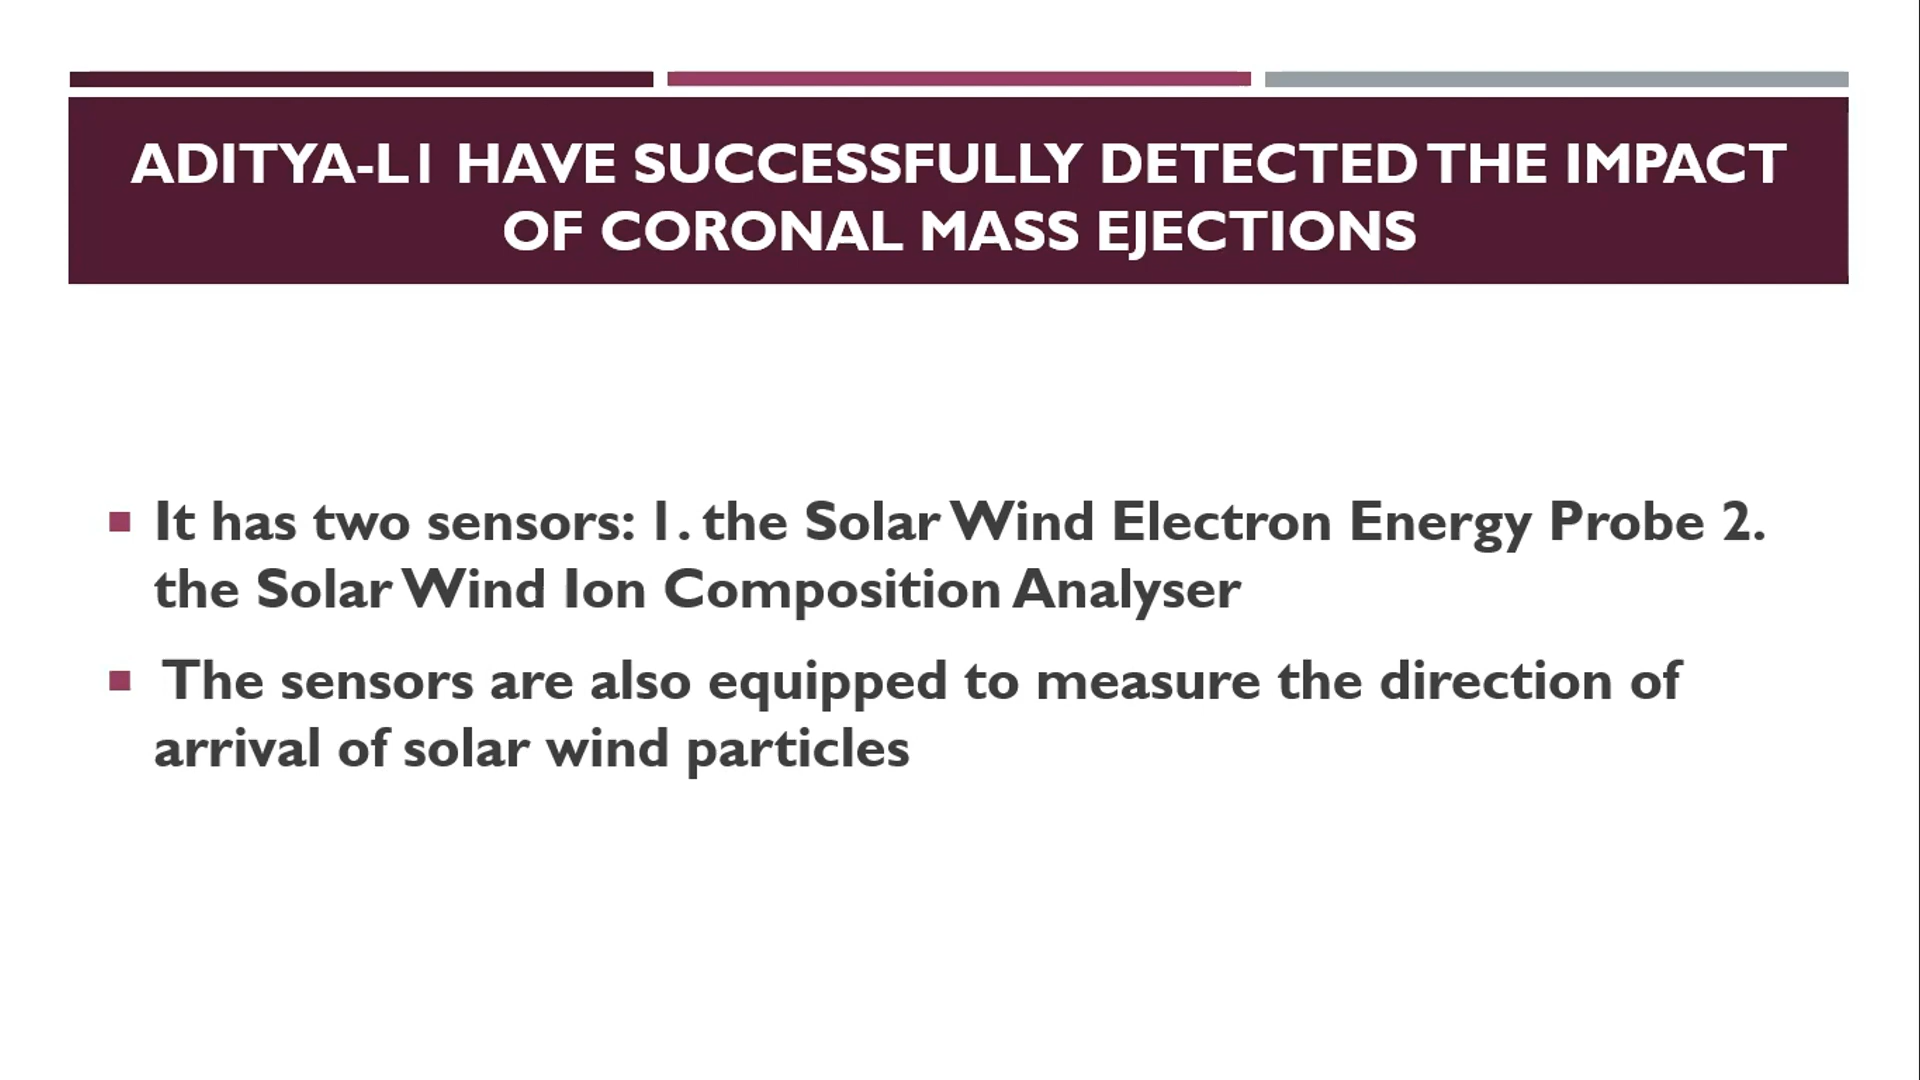 ADITYA-L1 HAVE SUCCESSFULLY DETECTED THE IMPACT
OF CORONAL MASS EJECTIONS
It has two sensors: 1. the Solar Wind Electron Energy Probe 2.
the Solar Wind Ion Composition Analyser
The sensors are also equipped to measure the direction of
arrival of solar wind particles